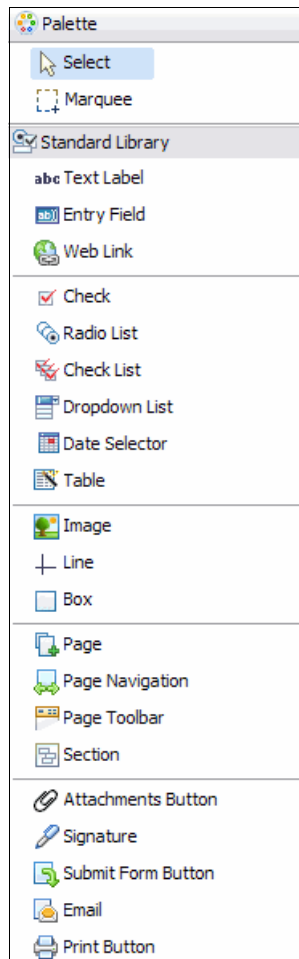 Palette
Select
Marquee
Standard Library
abc Text Label
ab) Entry Field
Web Link
Check
Radio List
Check List
Dropdown List
Date Selector
Table
Image
Line
Box
Page
Page Navigation
Page Toolbar
Section
Attachments Button
Signature
Submit Form Button
Email
Print Button